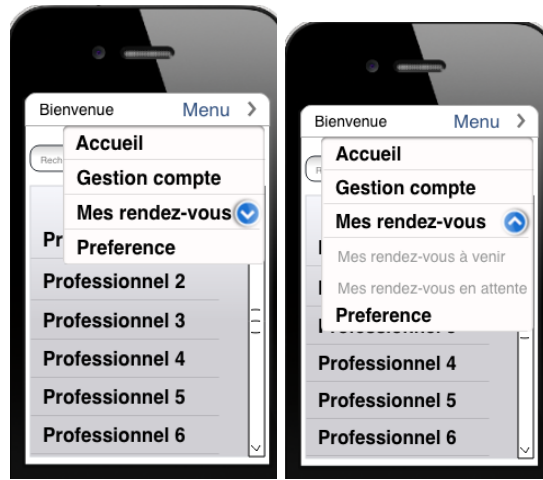 Bienvenue Menu
Rech
Accueil
Gestion compte
Mes rendez-vous
Pr
Preference
Professionnel 2
Professionnel 3
Professionnel 4
Professionnel 5
Professionnel 6
Bienvenue Menu
R
Accueil
Gestion compte
Mes rendez-vous
Mes rendez-vous à venir
Mes rendez-vous en attente
Preference
Professionnel 4
Professionnel 5
Professionnel 6